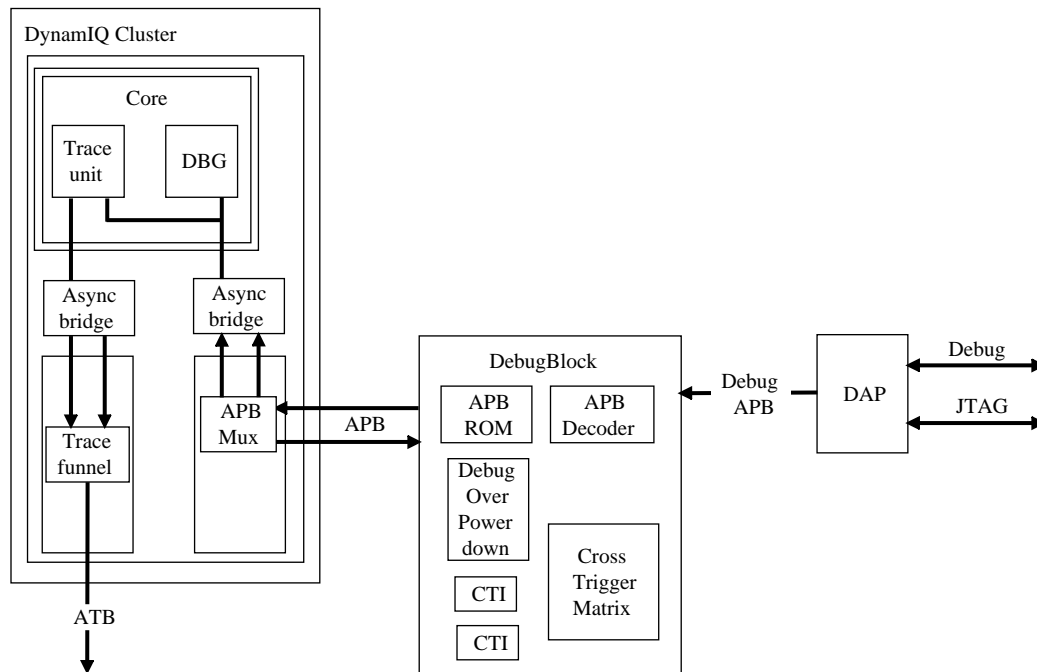 DynamIQ Cluster
Core
Trace
unit
DBG
Async
bridge
Async
bridge
APB
Mux
Trace
funnel
ATB
APB
DebugBlock
APB
ROM
APB
Decoder
Debug
Over
Power
down
Cross
Trigger
Matrix
CTI
CTI
Debug
APB
DAP
Debug
JTAG